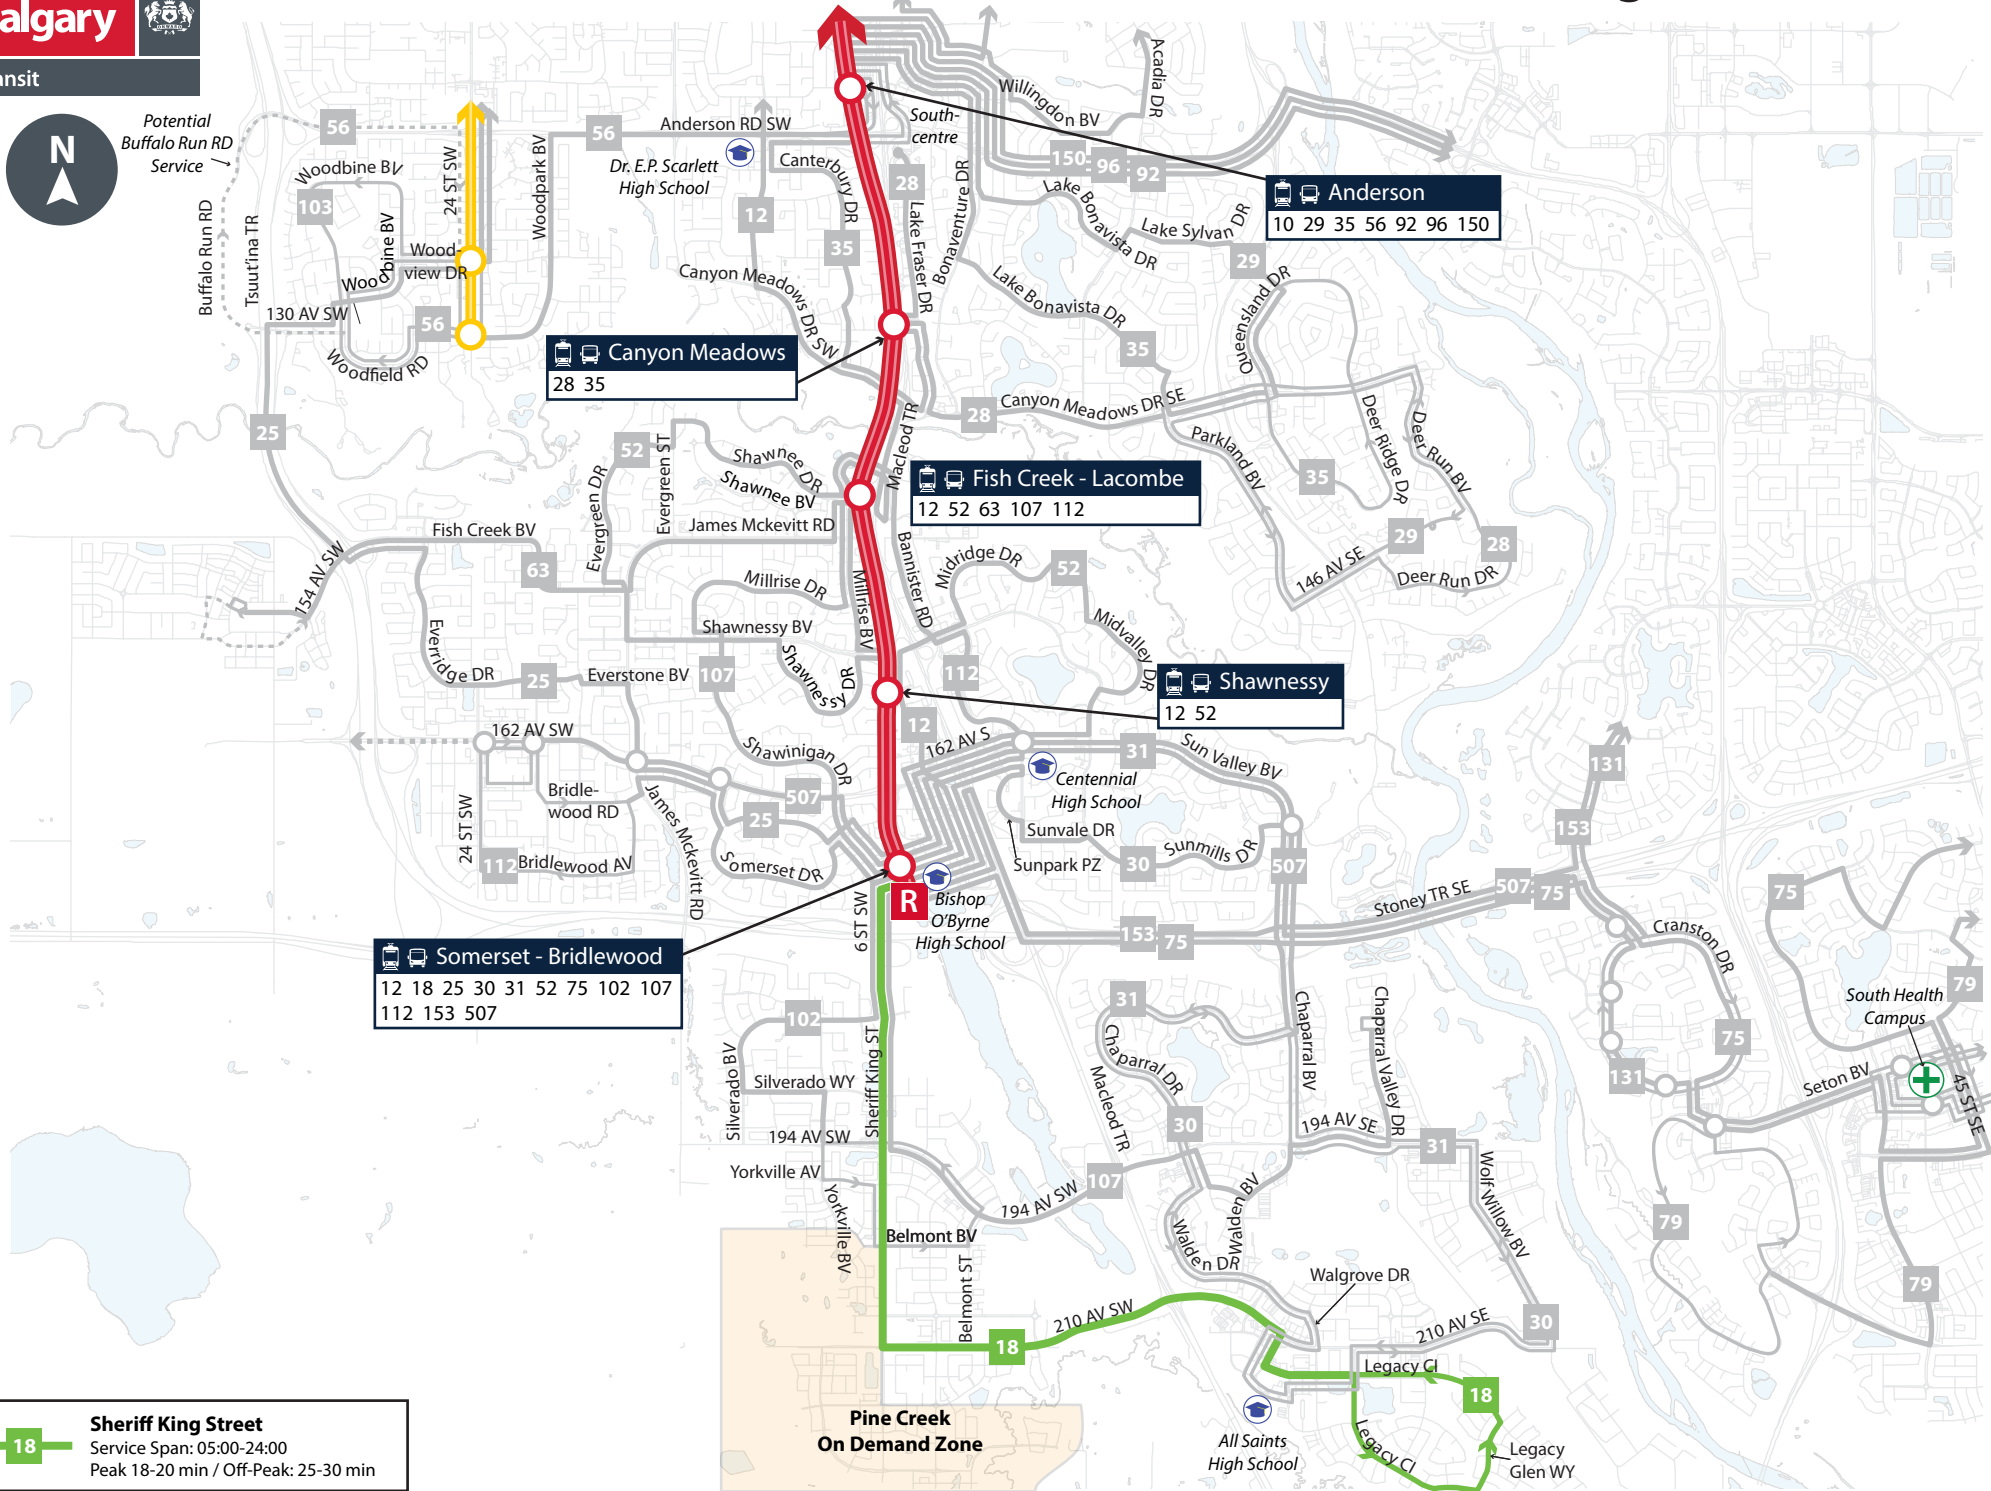 algary
ansit
N
Potential
Buffalo Run RD
Service
56
Woodbine BV
103
24 ST SW
Woodpark BV
56
Anderson RD SW
Dr. E.P. Scarlett
High School
South-
centre
Willingdon BV
Acadia DR
150
96
92
Anderson
10 29 35 56 92 96 150
Buffalo Run RD
Tsuut'ina TR
Woodbine BV
Wood-
view DR
130 AV SW
56
Woodfield RD
12
Canterbury DR
35
28
Lake Fraser DR
Bonaventure DR
Lake Bonavista DR
Lake Sylvan DR
29
Canyon Meadows DR SW
Lake Bonavista DR
Queensland DR
35
Canyon Meadows
28 35
25
28
Canyon Meadows DR SE
Macleod TR
Parkland BV
Deer Ridge DR
Deer Run BV
35
52
Evergreen ST
Evergreen DR
Shawnee DR
Shawnee BV
James Mckevitt RD
Fish Creek - Lacombe
12 52 63 107 112
Fish Creek BV
154 AV SW
63
Millrise DR
Millrise BV
Bannister RD
Midridge DR
52
29
28
146 AV SE
Deer Run DR
Everridge DR
25
Everstone BV
Shawnessy BV
107
Shawnessy DR
112
Midvalley DR
Shawnessy
12 52
162 AV SW
12
162 AV S
31
Sun Valley BV
131
Shawinigan DR
507
25
Bridle-
wood RD
24 ST SW
112
Bridlewood AV
James Mckevitt RD
Somerset DR
Centennial
High School
Sunvale DR
Sunpark PZ
30
Sunmills DR
507
153
R
Bishop
O'Byrne
High School
6 ST SW
Stoney TR SE
507
75
75
153
75
Cranston DR
Somerset - Bridlewood
12 18 25 30 31 52 75 102 107
112 153 507
79
South Health
Campus
102
Silverado BV
Silverado WY
Sheriff King ST
31
Chaparral DR
Macleod TR
Chaparral BV
Chaparral Valley DR
75
131
Seton BV
45 ST SE
194 AV SW
Yorkville AV
Yorkville BV
30
194 AV SE
31
107
194 AV SW
Walden BV
Walden DR
Wolf Willow BV
79
Belmont BV
Belmont ST
Walgrove DR
79
18
210 AV SW
210 AV SE
30
Legacy CI
18
Legacy CI
Legacy
Glen WY
All Saints
High School
Pine Creek
On Demand Zone
18
Sheriff King Street
Service Span: 05:00-24:00
Peak 18-20 min / Off-Peak: 25-30 min